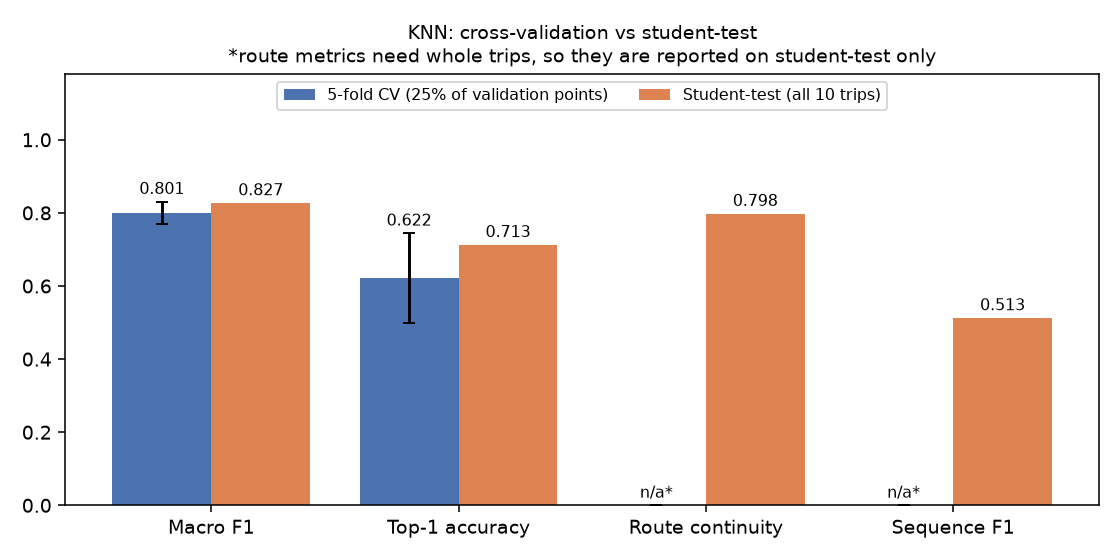 KNN: cross-validation vs student-test
*route metrics need whole trips, so they are reported on student-test only
5-fold CV (25% of validation points)
Student-test (all 10 trips)
1.0
0.8
0.6
0.4
0.2
0.0
0.801
0.827
0.622
0.713
n/a*
0.798
n/a*
0.513
Macro F1
Top-1 accuracy
Route continuity
Sequence F1